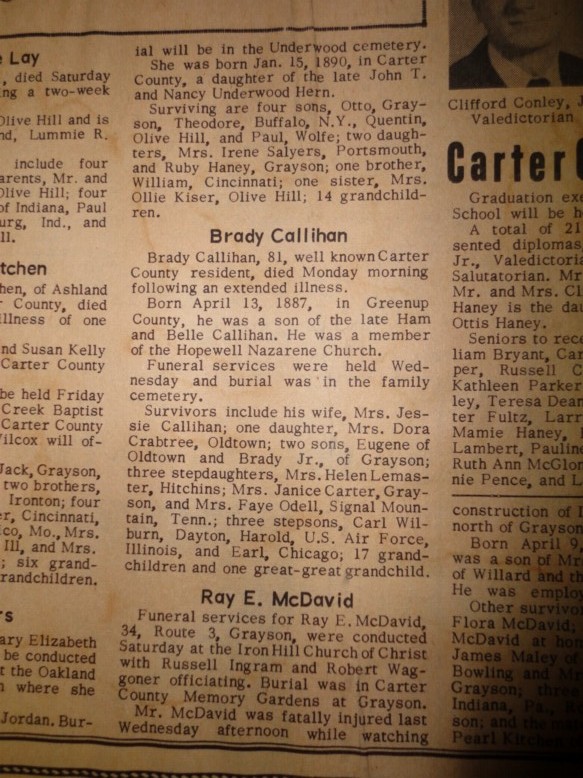 e Lay
, died Saturday
ng a two-week
Olive Hill and is
nd, Lummie R.
include four
arents, Mr. and
Olive Hill; four
of Indiana, Paul
urg, Ind., and
ll.
tchen
hen, of Ashland
r County, died
illness of one
nd Susan Kelly
Carter County
be held Friday
Creek Baptist
Carter County
Wilcox will of-
Jack, Grayson,
two brothers,
Ironton; four
er, Cincinnati,
co, Mo., Mrs.
Ill, and Mrs.
; six grand-
randchildren.
rs
ary Elizabeth
be conducted
t the Oakland
n where she
Jordan. Bur-
ial will be in the Underwood cemetery.
She was born Jan. 15, 1890, in Carter
County, a daughter of the late John T.
and Nancy Underwood Hern.
Surviving are four sons, Otto, Gray-
son, Theodore, Buffalo, N.Y., Quentin,
Olive Hill, and Paul, Wolfe; two daugh-
ters, Mrs. Irene Salyers, Portsmouth,
and Ruby Haney, Grayson; one brother,
William, Cincinnati; one sister, Mrs.
Ollie Kiser, Olive Hill; 14 grandchild-
ren.
Brady Callihan
Brady Callihan, 81, well known Carter
County resident, died Monday morning
following an extended illness.
Born April 13, 1887, in Greenup
County, he was a son of the late Ham
and Belle Callihan. He was a member
of the Hopewell Nazarene Church.
Funeral services were held Wed-
nesday and burial was in the family
cemetery.
Survivors include his wife, Mrs. Jes-
sie Callihan; one daughter, Mrs. Dora
Crabtree, Oldtown; two sons, Eugene of
Oldtown and Brady Jr., of Grayson;
three stepdaughters, Mrs. Helen Lemas-
ter, Hitchins; Mrs. Janice Carter, Gray-
son, and Mrs. Faye Odell, Signal Moun-
tain, Tenn.; three stepsons, Carl Wil-
burn, Dayton, Harold, U.S. Air Force,
Illinois, and Earl, Chicago; 17 grand-
children and one great-great grandchild.
Ray E. McDavid
Funeral services for Ray E. McDavid,
34, Route 3, Grayson, were conducted
Saturday at the Iron Hill Church of Christ
with Russell Ingram and Robert Wag-
goner officiating. Burial was in Carter
County Memory Gardens at Grayson.
Mr. McDavid was fatally injured last
Wednesday afternoon while watching
Clifford Conley, J
Valedictorian
Carter C
Graduation exe
School will be h
A total of 21
sented diplomas
Jr., Valedictoria
Salutatorian. Mr
Mr. and Mrs. Cl
Haney is the dau
Ottis Haney.
Seniors to rece
liam Bryant, Car
per, Russell C
Kathleen Parker
ley, Teresa Dean
ter Fultz, Larr
Mamie Haney,
Lambert, Pauline
Ruth Ann McGlo
nie Pence, and L
construction of I
north of Grayson
Born April 9,
was a son of Mr
of Willard and th
He was employ
Other survivo
Flora McDavid;
McDavid at hom
James Maley of
Bowling and Mr
Grayson; three
Indiana, Pa.,
son; and the ma
Pearl Kitchen